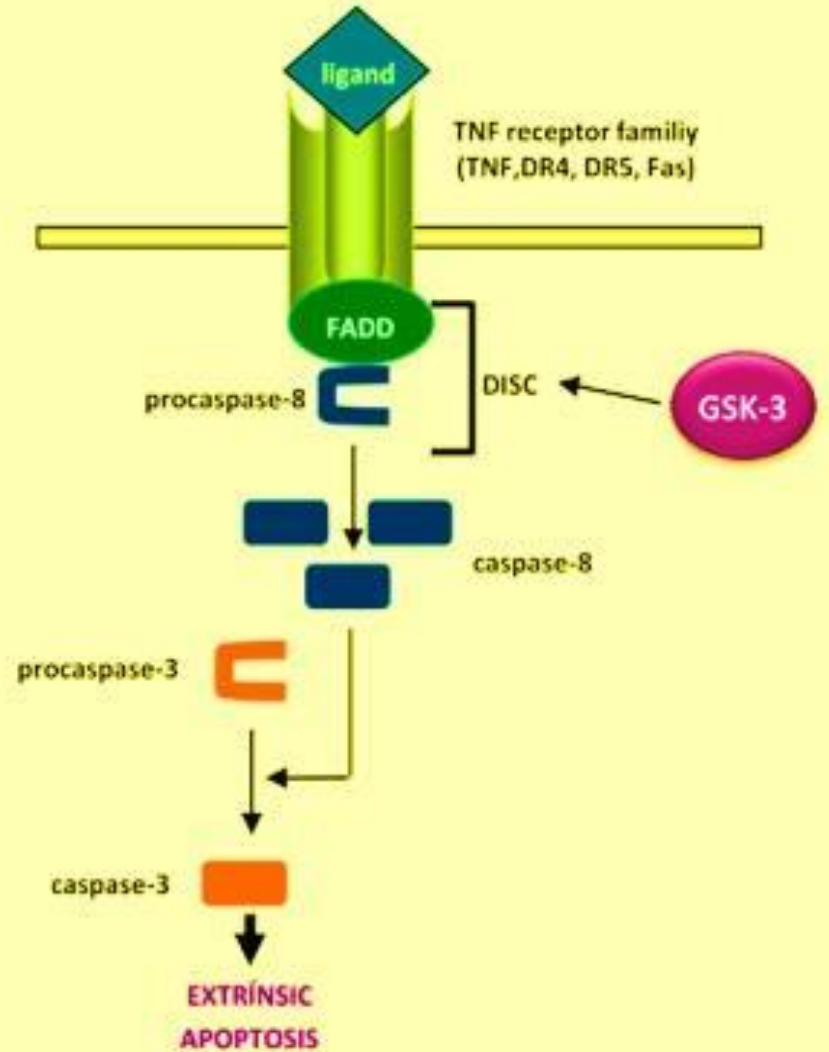 ligand
TNF receptor familiy
(TNF,DR4, DR5, Fas)
FADD
procaspase-8
DISC
GSK-3
caspase-8
procaspase-3
caspase-3
EXTRÍNSIC
APOPTOSIS